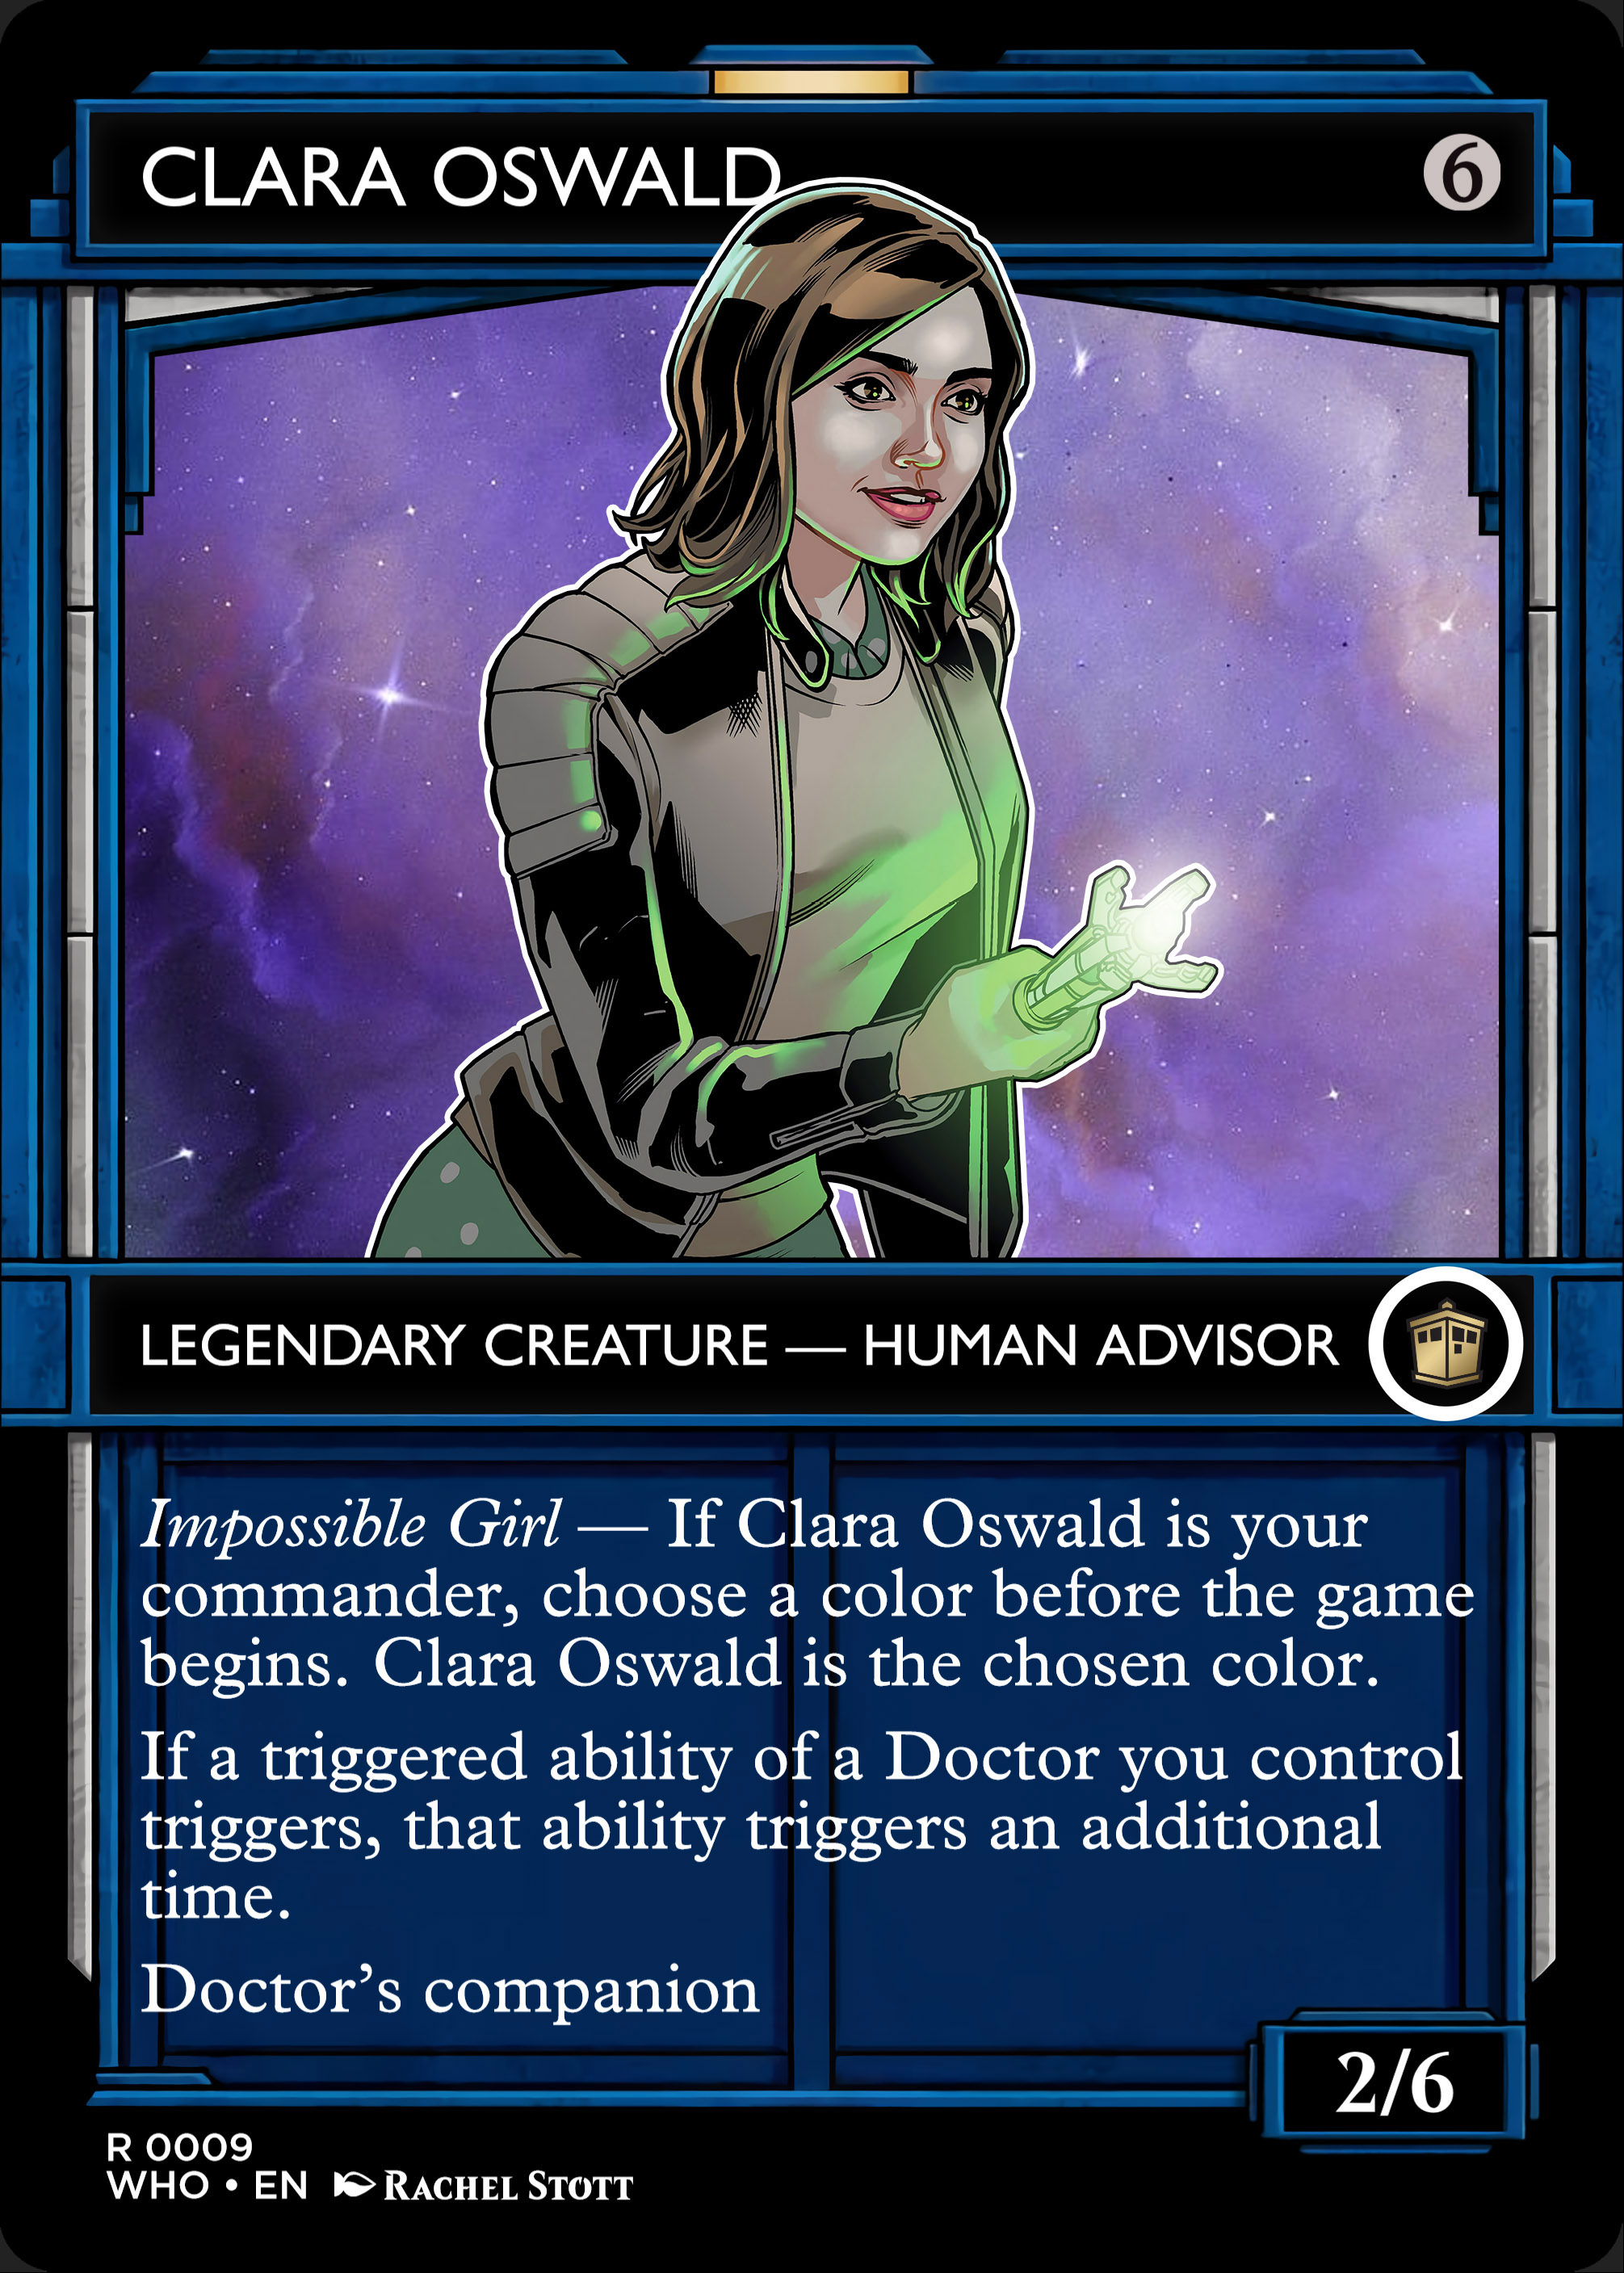 CLARA OSWALD
6
LEGENDARY CREATURE — HUMAN ADVISOR
Impossible Girl — If Clara Oswald is your
commander, choose a color before the game
begins. Clara Oswald is the chosen color.
If a triggered ability of a Doctor you control
triggers, that ability triggers an additional
time.
Doctor’s companion
2/6
R 0009
WHO • EN RACHEL STOTT